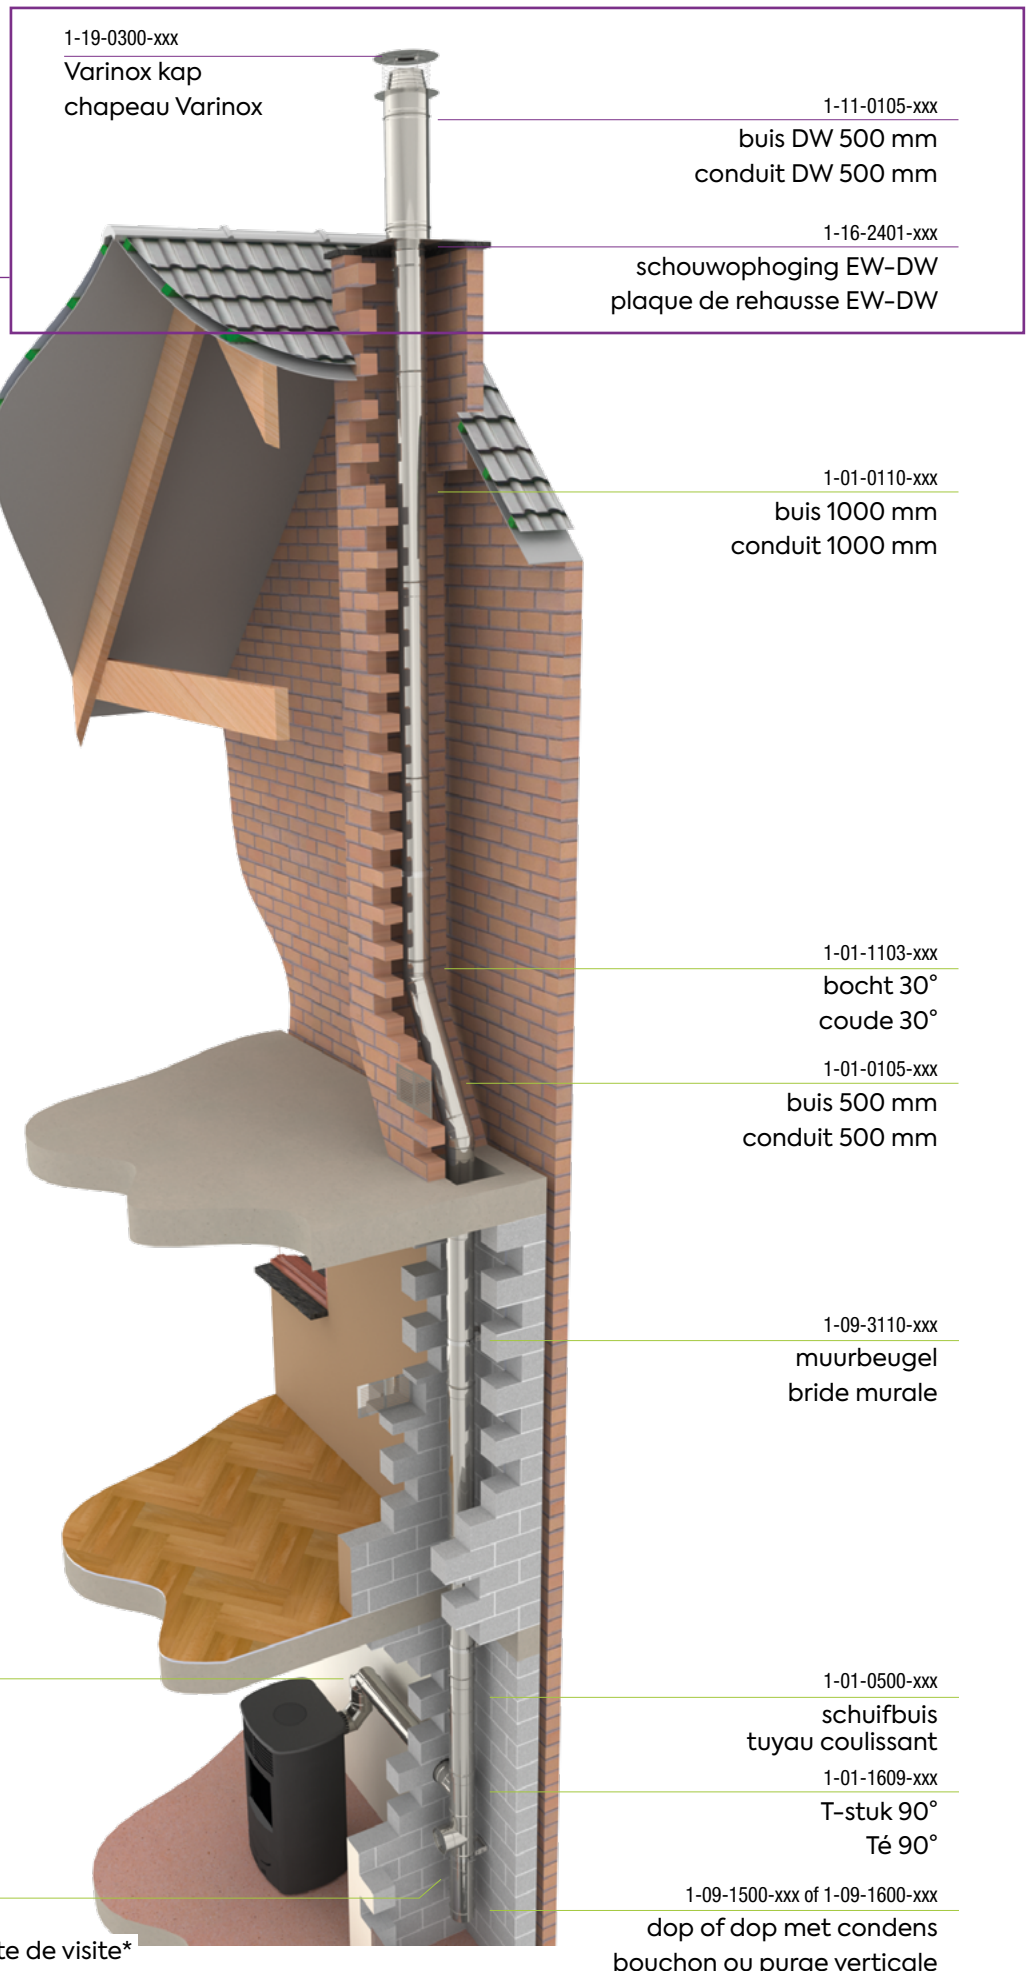 1-19-0300-xxx
Varinox kap
chapeau Varinox
1-11-0105-xxx
buis DW 500 mm
conduit DW 500 mm
1-16-2401-xxx
schouwophoging EW-DW
plaque de rehausse EW-DW
1-01-0110-xxx
buis 1000 mm
conduit 1000 mm
1-01-1103-xxx
bocht 30°
coude 30°
1-01-0105-xxx
buis 500 mm
conduit 500 mm
1-09-3110-xxx
muurbeugel
bride murale
1-01-0500-xxx
schuifbuis
tuyau coulissant
1-01-1609-xxx
T-stuk 90°
Té 90°
1-09-1500-xxx of 1-09-1600-xxx
dop of dop met condens
bouchon ou purge verticale
te de visite*